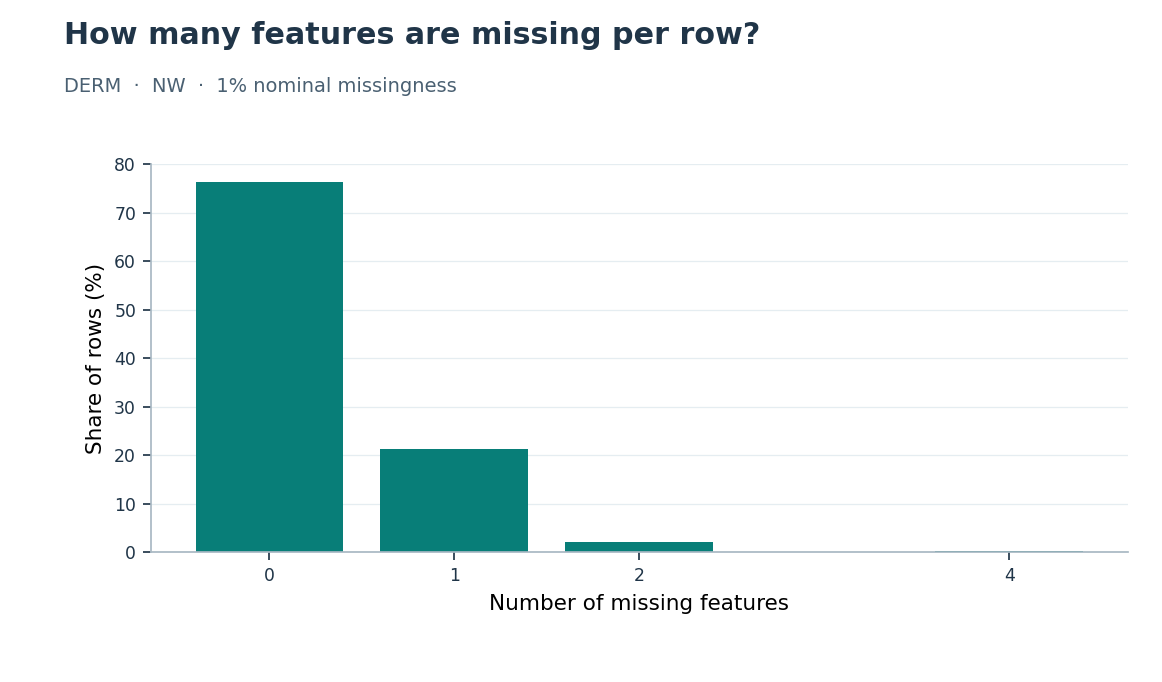 How many features are missing per row?
DERM · NW · 1% nominal missingness
80
70
60
50
40
30
20
10
0
Share of rows (%)
0 1 2 4
Number of missing features